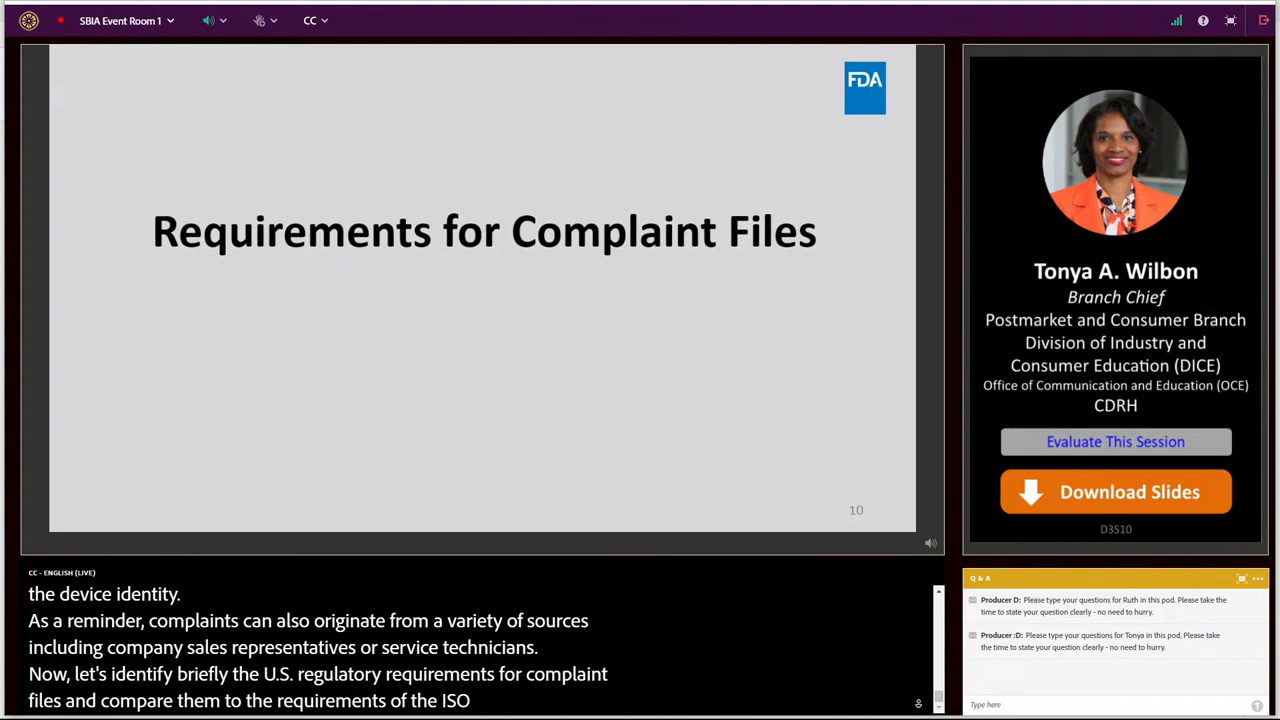 SBIA Event Room 1
CC
FDA
Requirements for Complaint Files
10
Tonya A. Wilbon
Branch Chief
Postmarket and Consumer Branch
Division of Industry and
Consumer Education (DICE)
Office of Communication and Education (OCE)
CDRH
Evaluate This Session
Download Slides
D3S10
CC - ENGLISH (LIVE)
the device identity.
As a reminder, complaints can also originate from a variety of sources
including company sales representatives or service technicians.
Now, let's identify briefly the U.S. regulatory requirements for complaint
files and compare them to the requirements of the ISO
Q & A
Producer D: Please type your questions for Ruth in this pod. Please take the
time to state your question clearly - no need to hurry.
Producer :D: Please type your questions for Tonya in this pod. Please take
the time to state your question clearly - no need to hurry.
Type here